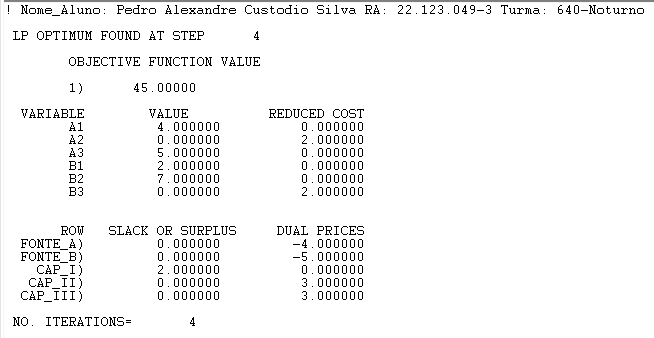 ! Nome_Aluno: Pedro Alexandre Custodio Silva RA: 22.123.049-3 Turma: 640-Noturno
LP OPTIMUM FOUND AT STEP 4
OBJECTIVE FUNCTION VALUE
1) 45.00000
VARIABLE VALUE REDUCED COST
A1 4.000000 0.000000
A2 0.000000 2.000000
A3 5.000000 0.000000
B1 2.000000 0.000000
B2 7.000000 0.000000
B3 0.000000 2.000000
ROW SLACK OR SURPLUS DUAL PRICES
FONTE_A) 0.000000 -4.000000
FONTE_B) 0.000000 -5.000000
CAP_I) 2.000000 0.000000
CAP_II) 0.000000 3.000000
CAP_III) 0.000000 3.000000
NO. ITERATIONS= 4